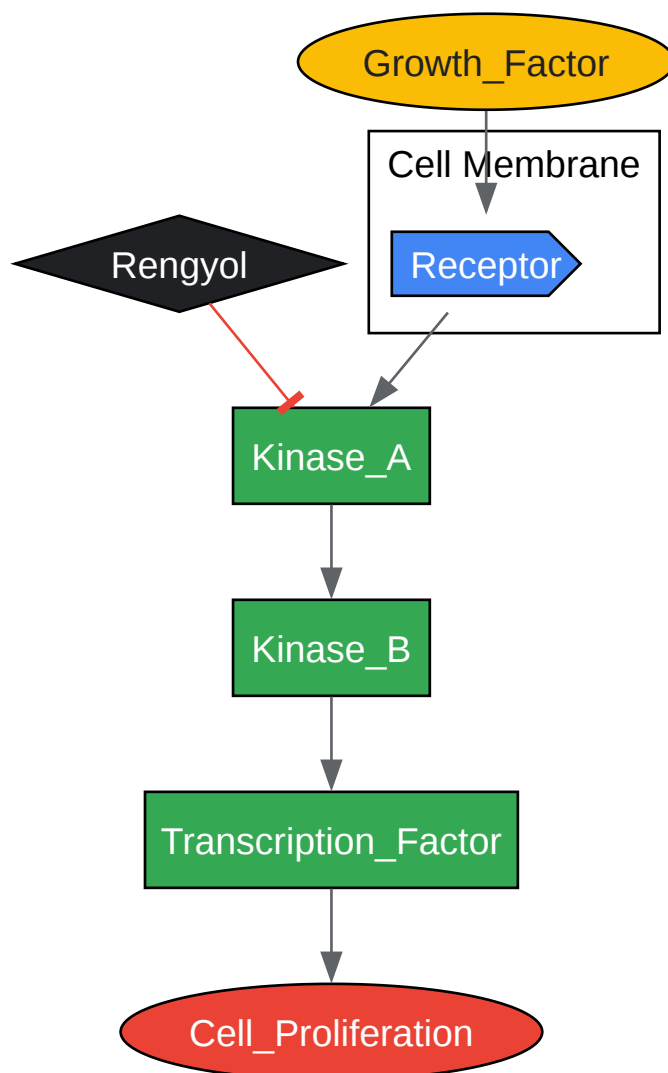 Growth_Factor
Cell Membrane
Rengyol
Receptor
Kinase_A
Kinase_B
Transcription_Factor
Cell_Proliferation